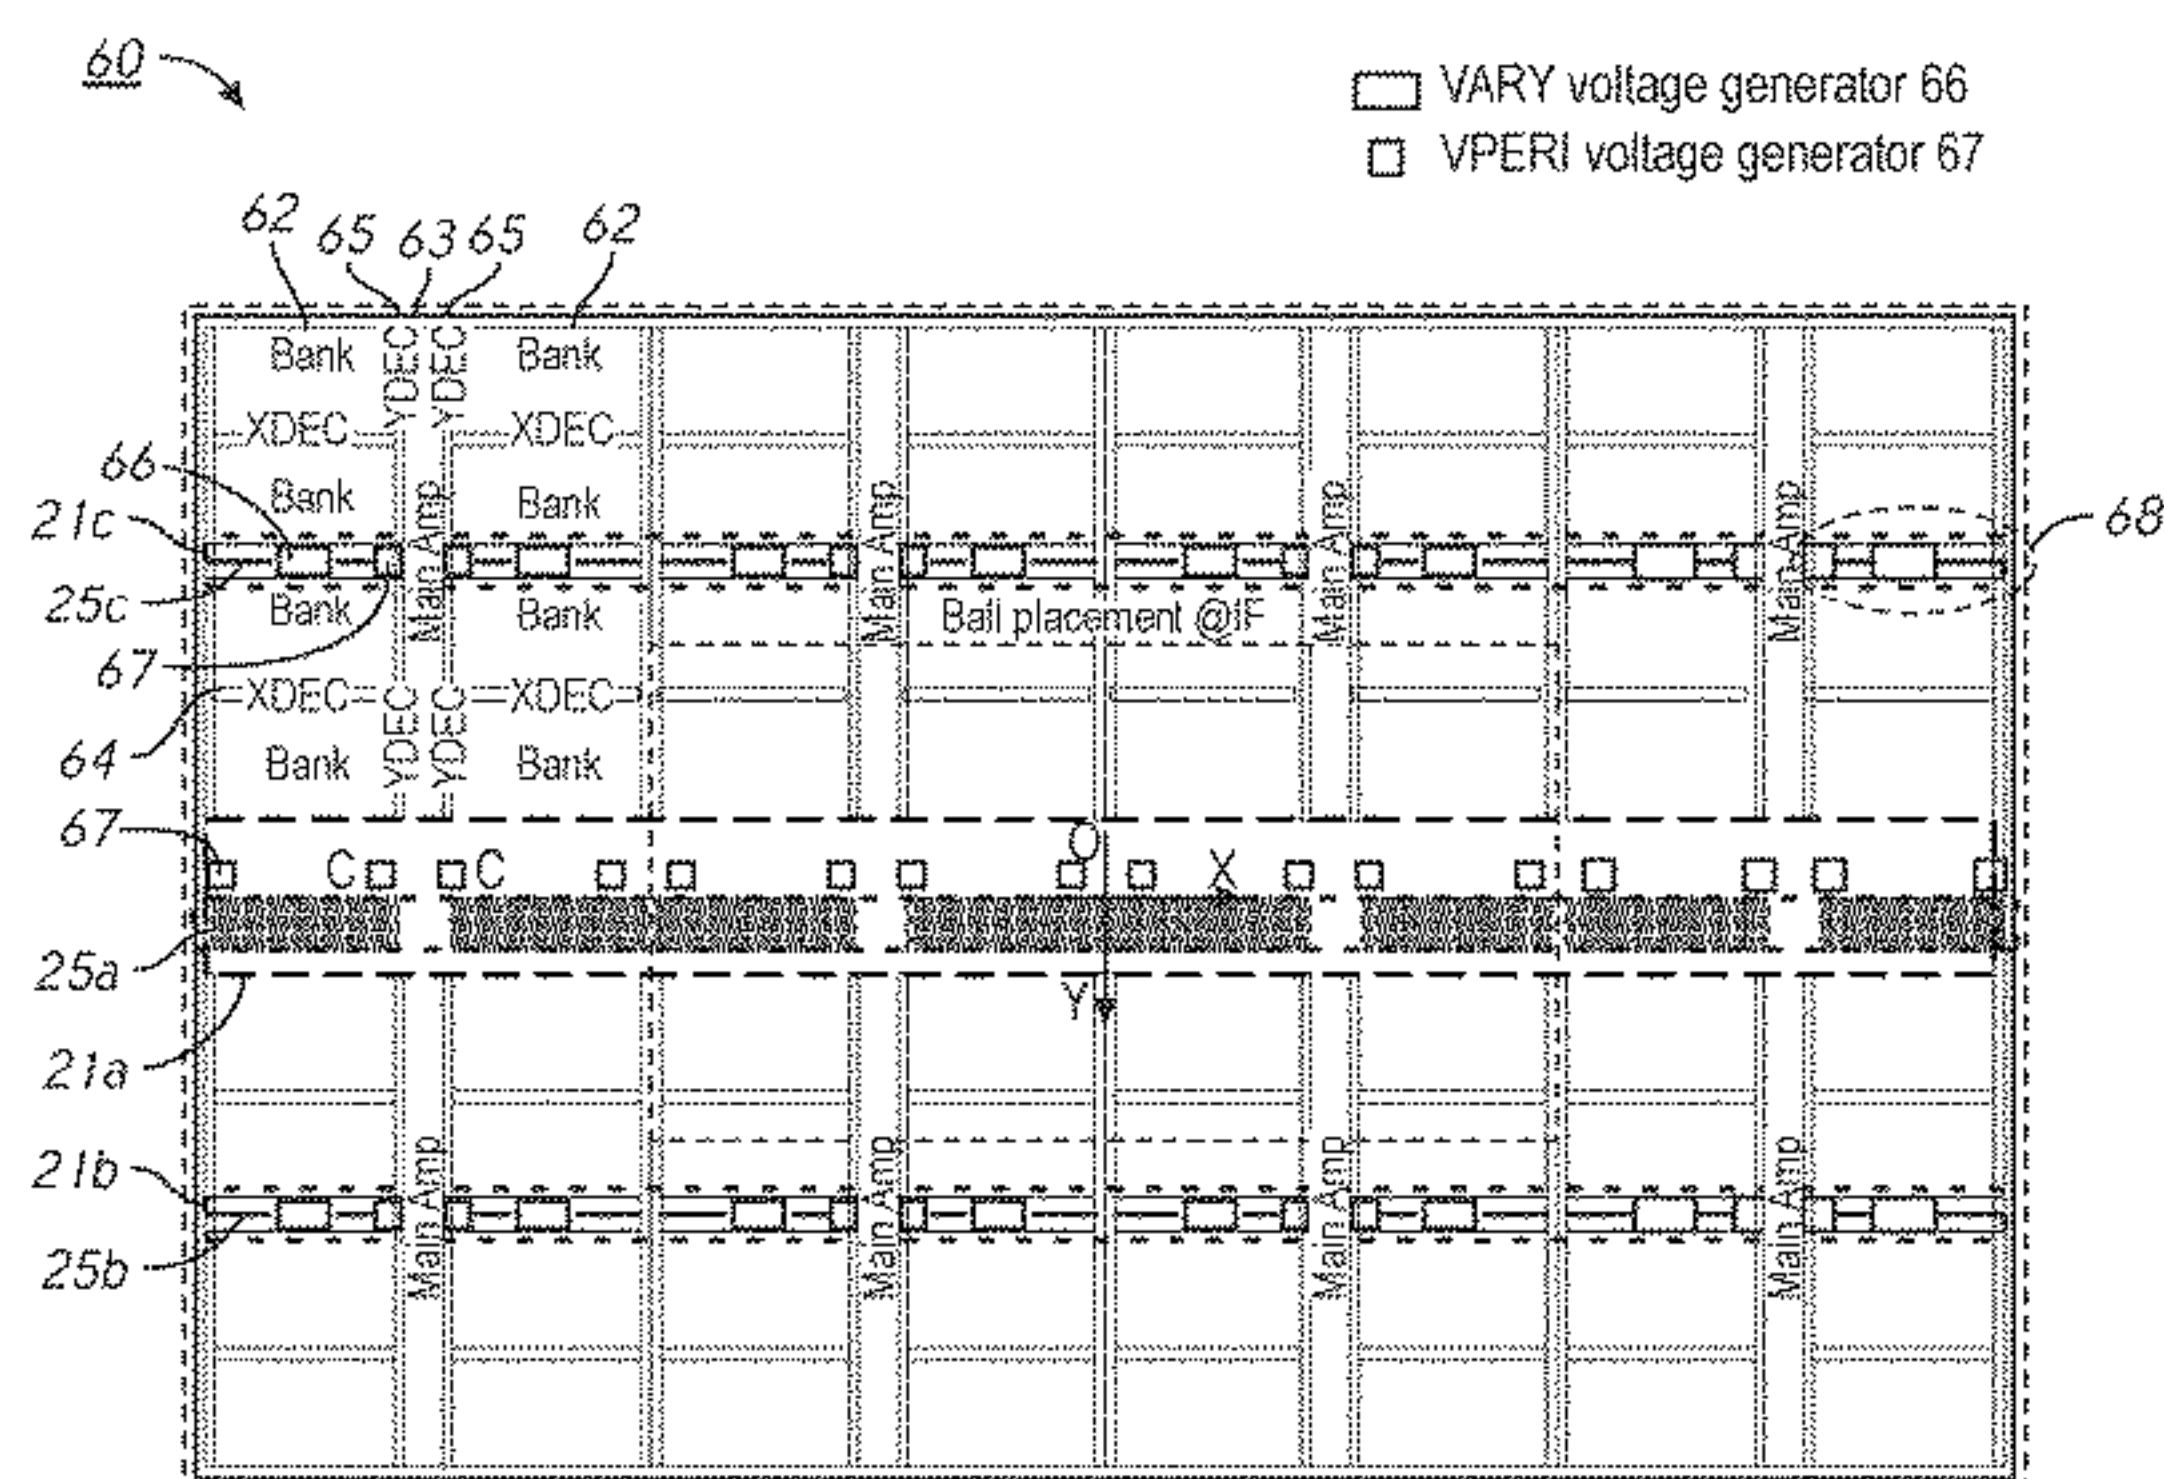 60
VARY voltage generator 66
VPERI voltage generator 67
62 65 63 65 62
Bank YDEC YDEC Bank
XDEC XDEC
66
Bank Bank
21c
Main Amp Main Amp Main Amp Main Amp
68
25c
Bank Bank
Ball placement @IF
67
XDEC XDEC
64
YDEC YDEC
Bank Bank
67
O
C C X
25a
Y
21a
21b
Main Amp Main Amp Main Amp Main Amp
25b